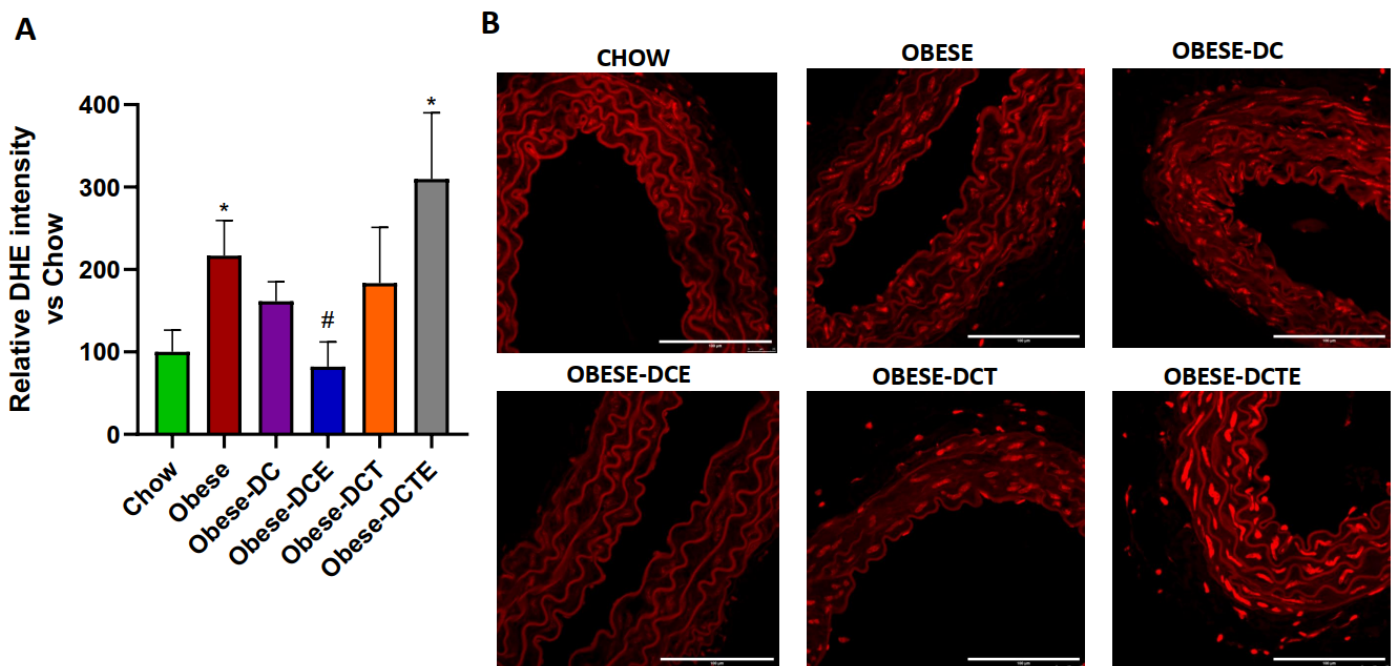 A
Relative DHE intensity
vs Chow
400
300
200
100
0
*
*
#
Chow
Obese
Obese-DC
Obese-DCE
Obese-DCT
Obese-DCTE
B
CHOW
OBESE
OBESE-DC
OBESE-DCE
OBESE-DCT
OBESE-DCTE